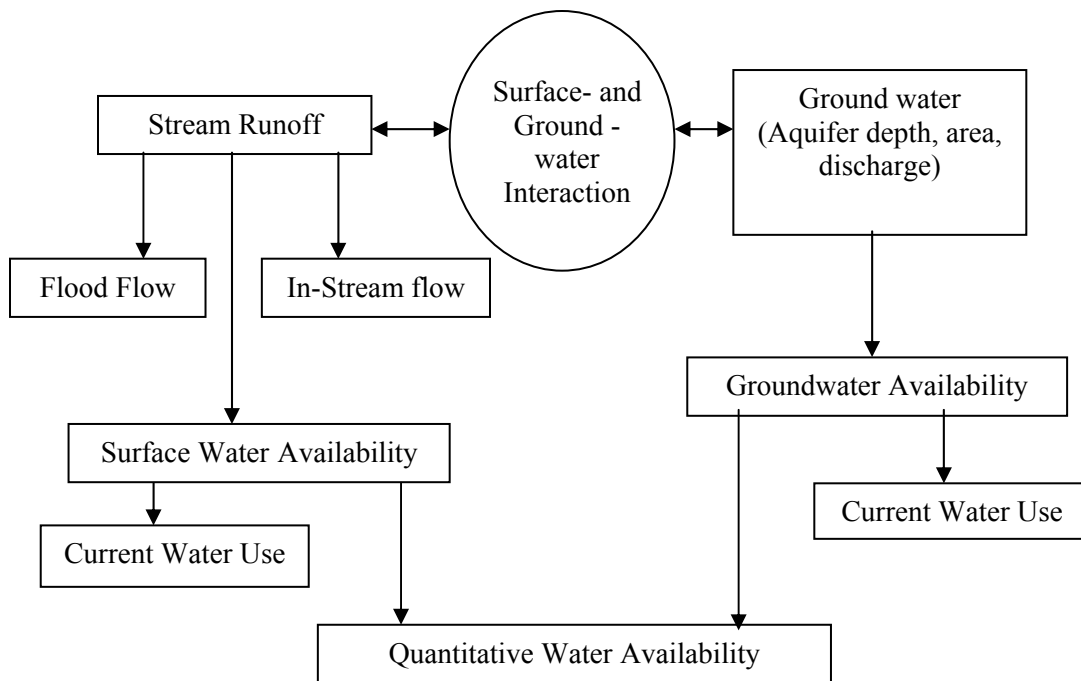 Stream Runoff
Surface- and
Ground -
water
Interaction
Ground water
(Aquifer depth, area,
discharge)
Flood Flow
In-Stream flow
Groundwater Availability
Surface Water Availability
Current Water Use
Current Water Use
Quantitative Water Availability